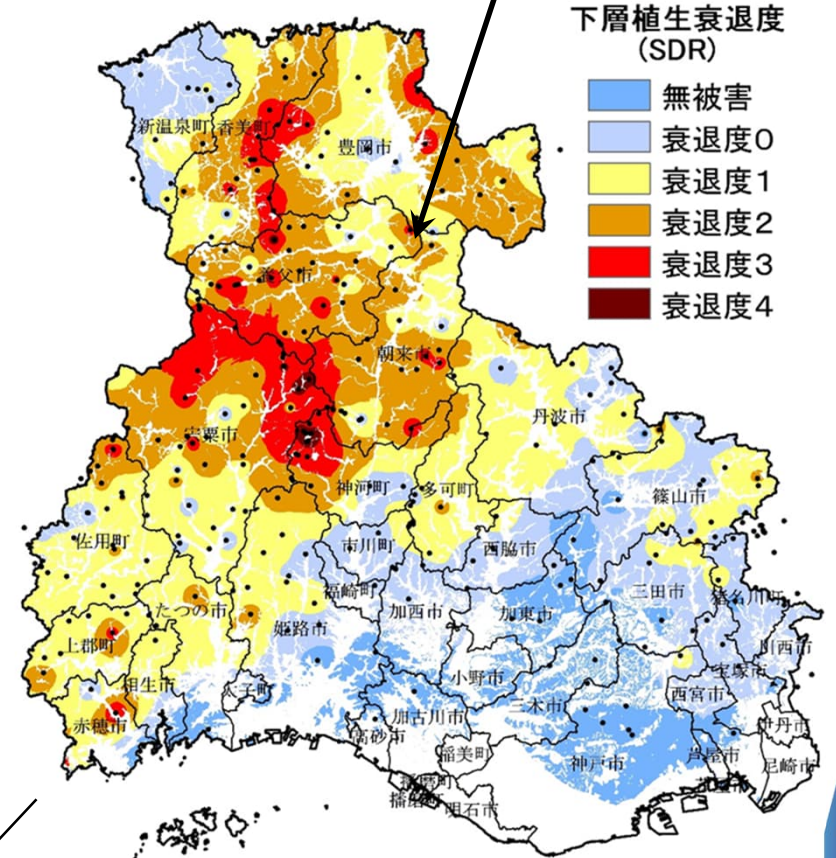 下層植生衰退度
(SDR)
無被害
衰退度0
衰退度1
衰退度2
衰退度3
衰退度4
新温泉町
香美町
豊岡市
養父市
朝来市
丹波市
宍粟市
神河町
多可町
篠山市
佐用町
市川町
西脇市
福崎町
三田市
猪名川町
たつの市
加西市
加東市
姫路市
上郡町
川西市
小野市
宝塚市
相生市
太子町
西宮市
三木市
赤穂市
加古川市
伊丹市
高砂市
稲美町
神戸市
芦屋市
尼崎市
播磨町
明石市